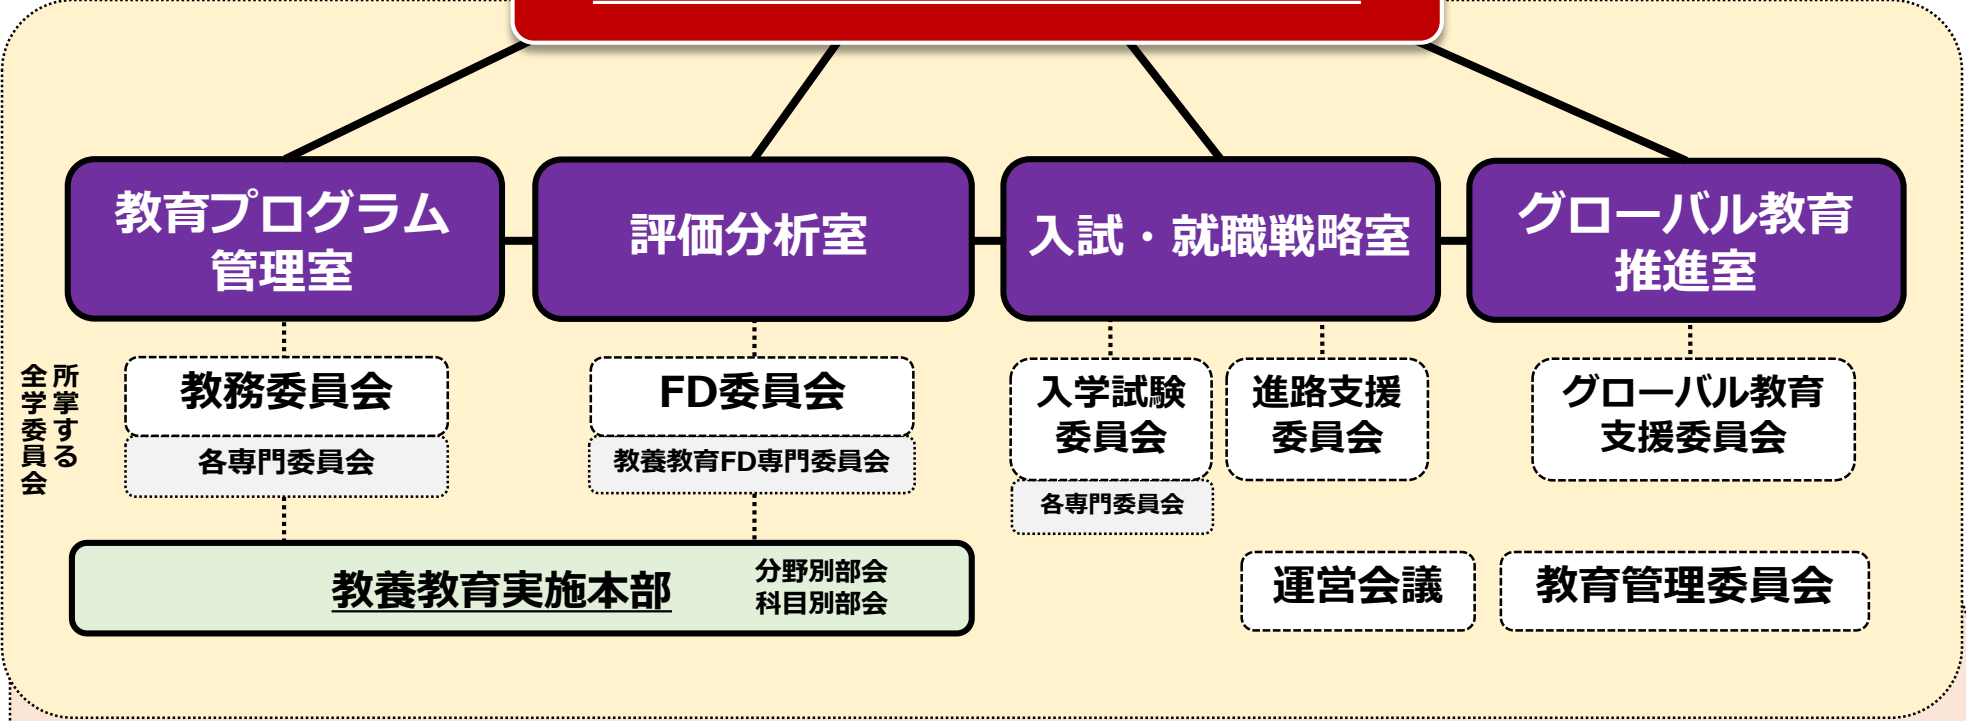 教育プログラム
管理室
評価分析室
入試・就職戦略室
グローバル教育
推進室
所掌する
全学委員会
教務委員会
各専門委員会
FD委員会
教養教育FD専門委員会
入学試験
委員会
各専門委員会
進路支援
委員会
グローバル教育
支援委員会
教養教育実施本部
分野別部会
科目別部会
運営会議
教育管理委員会